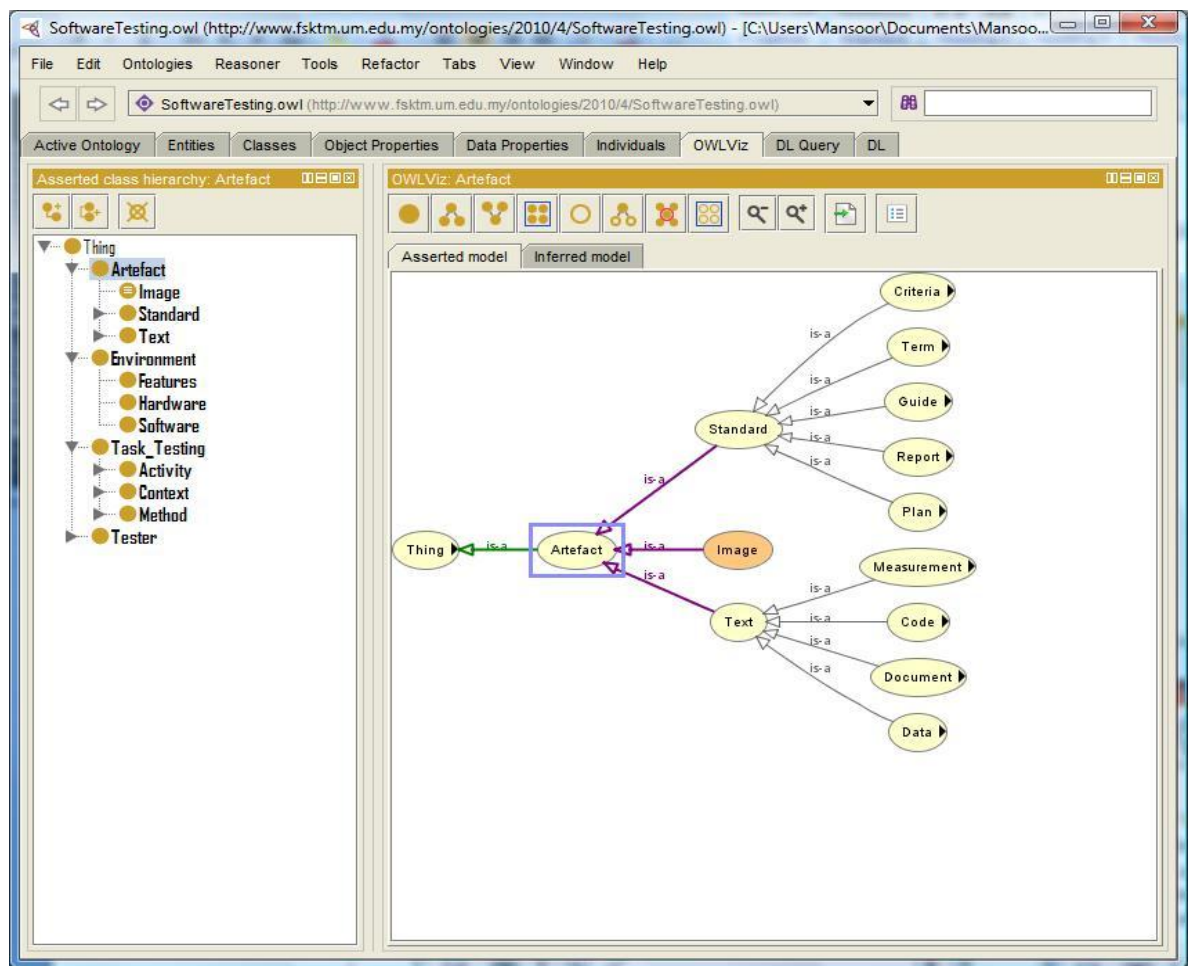 SoftwareTesting.owl (http://www.fsktm.um.edu.my/ontologies/2010/4/SoftwareTesting.owl) - [C:\Users\Mansoor\Documents\Mansoo...
File Edit Ontologies Reasoner Tools Refactor Tabs View Window Help
SoftwareTesting.owl (http://www.fsktm.um.edu.my/ontologies/2010/4/SoftwareTesting.owl)
Active Ontology Entities Classes Object Properties Data Properties Individuals OWLViz DL Query DL
Asserted class hierarchy: Artefact
Thing
Artefact
Image
Standard
Text
Environment
Features
Hardware
Software
Task_Testing
Activity
Context
Method
Tester
OWLViz: Artefact
Asserted model Inferred model
Criteria
is-a
Term
is-a
Guide
is-a
Standard
is-a
Report
is-a
is-a
Plan
Thing
is-a
Artefact
is-a
Image
is-a
Measurement
is-a
Text
is-a
Code
is-a
Document
is-a
Data